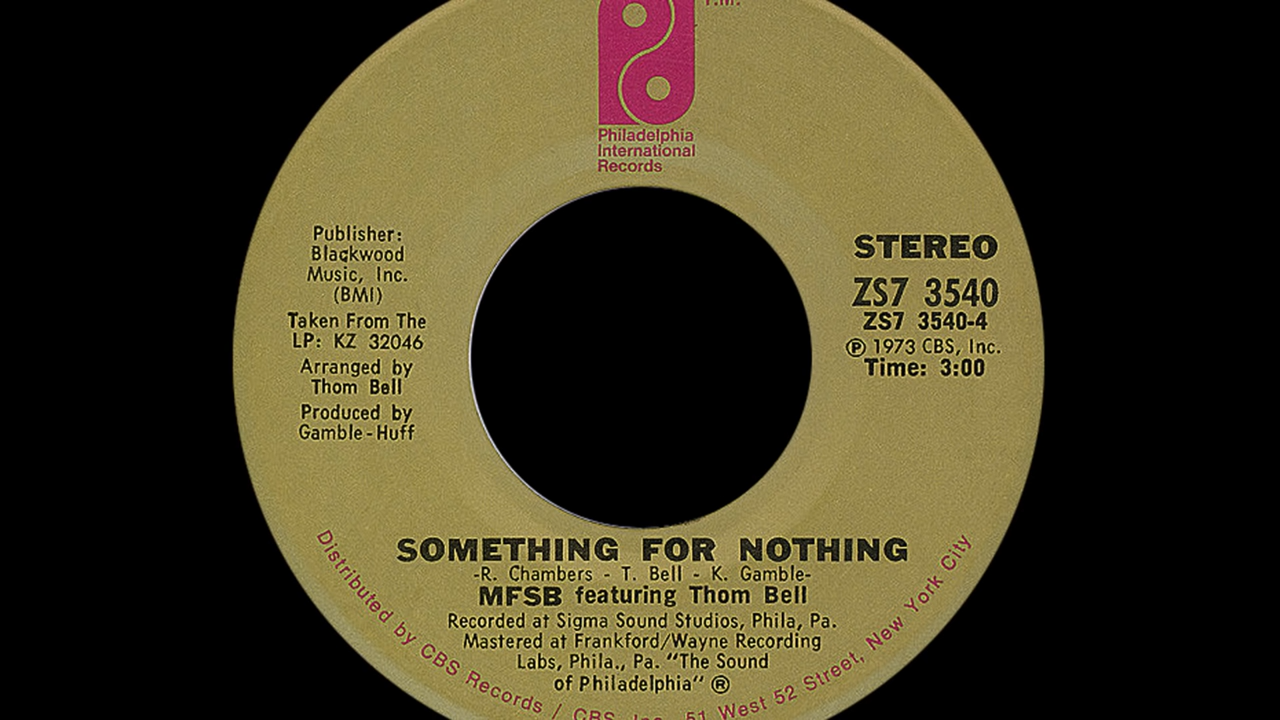 T.M.
Philadelphia
International
Records
Publisher:
Blackwood
Music, Inc.
(BMI)
Taken From The
LP: KZ 32046
Arranged by
Thom Bell
Produced by
Gamble-Huff
STEREO
ZS7 3540
ZS7 3540-4
Ⓟ 1973 CBS, Inc.
Time: 3:00
SOMETHING FOR NOTHING
-R. Chambers - T. Bell - K. Gamble-
MFSB featuring Thom Bell
Recorded at Sigma Sound Studios, Phila, Pa.
Mastered at Frankford/Wayne Recording
Labs, Phila., Pa. “The Sound
of Philadelphia” ®
Distributed by CBS Records / CBS, Inc. 51 West 52 Street, New York City